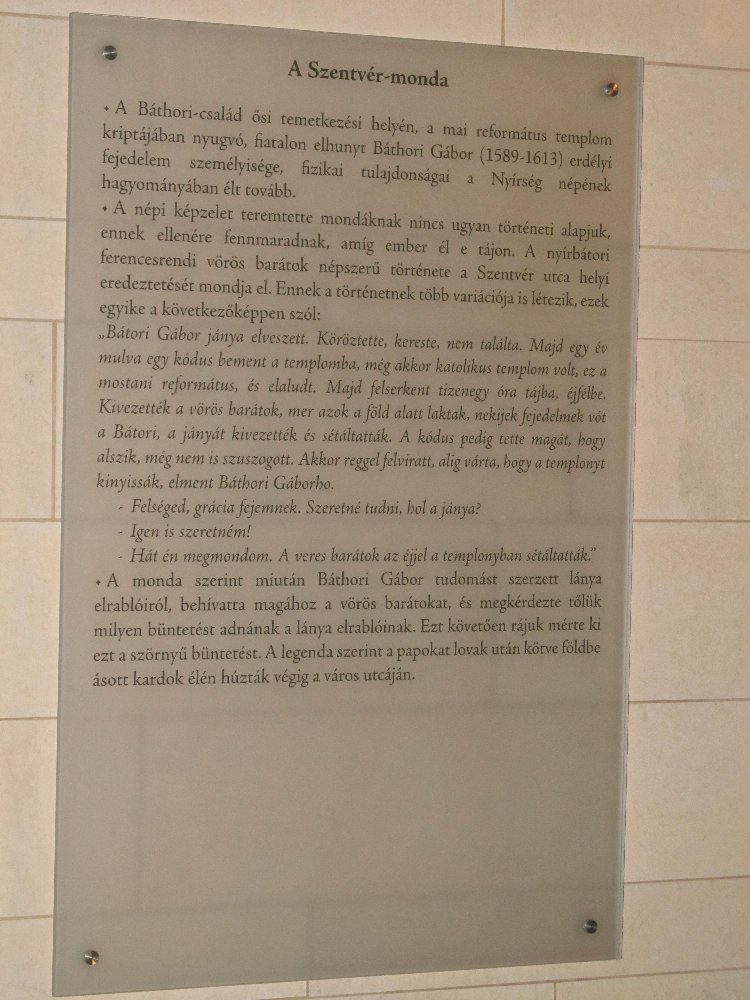 A Szentvér-monda
• A Báthori-család ősi temetkezési helyén, a mai református templom
kriptájában nyugvó, fiatalon elhunyt Báthori Gábor (1589-1613) erdélyi
fejedelem személyisége, fizikai tulajdonságai a Nyírség népének
hagyományában élt tovább.
• A népi képzelet teremtette mondáknak nincs ugyan történeti alapjuk,
ennek ellenére fennmaradnak, amíg ember él e tájon. A nyírbátori
ferencesrendi vörös barátok népszerű története a Szentvér utca helyi
eredeztetését mondja el. Ennek a történetnek több variációja is létezik, ezek
egyike a következőképpen szól:
„Bátori Gábor jánya elveszett. Köröztette, kereste, nem találta. Majd egy év
mulva egy kódus bement a templomba, még akkor katolikus templom volt, ez a
mostani református, és elaludt. Majd felserkent tizenegy óra tájba, éjfélbe.
Kivezették a vörös barátok, mer azok a föld alatt laktak, nekijek fejedelmek vót
a Bátori, a jányát kivezették és sétáltatták. A kódus pedig tette magát, hogy
alszik, még nem is szuszogott. Akkor reggel felviratt, alig várta, hogy a templonyt
kinyissák, elment Báthori Gáborho.
- Felséged, grácia fejemnek. Szeretné tudni, hol a jánya?
- Igen is szeretném!
- Hát én megmondom. A veres barátok az éjjel a templonyban sétáltatták.”
• A monda szerint miután Báthori Gábor tudomást szerzett lánya
elrablóiról, behívatta magához a vörös barátokat, és megkérdezte tőlük
milyen büntetést adnának a lánya elrablóinak. Ezt követően rájuk mérte ki
ezt a szörnyű büntetést. A legenda szerint a papokat lovak után kötve földbe
ásott kardok élén húzták végig a város utcáján.